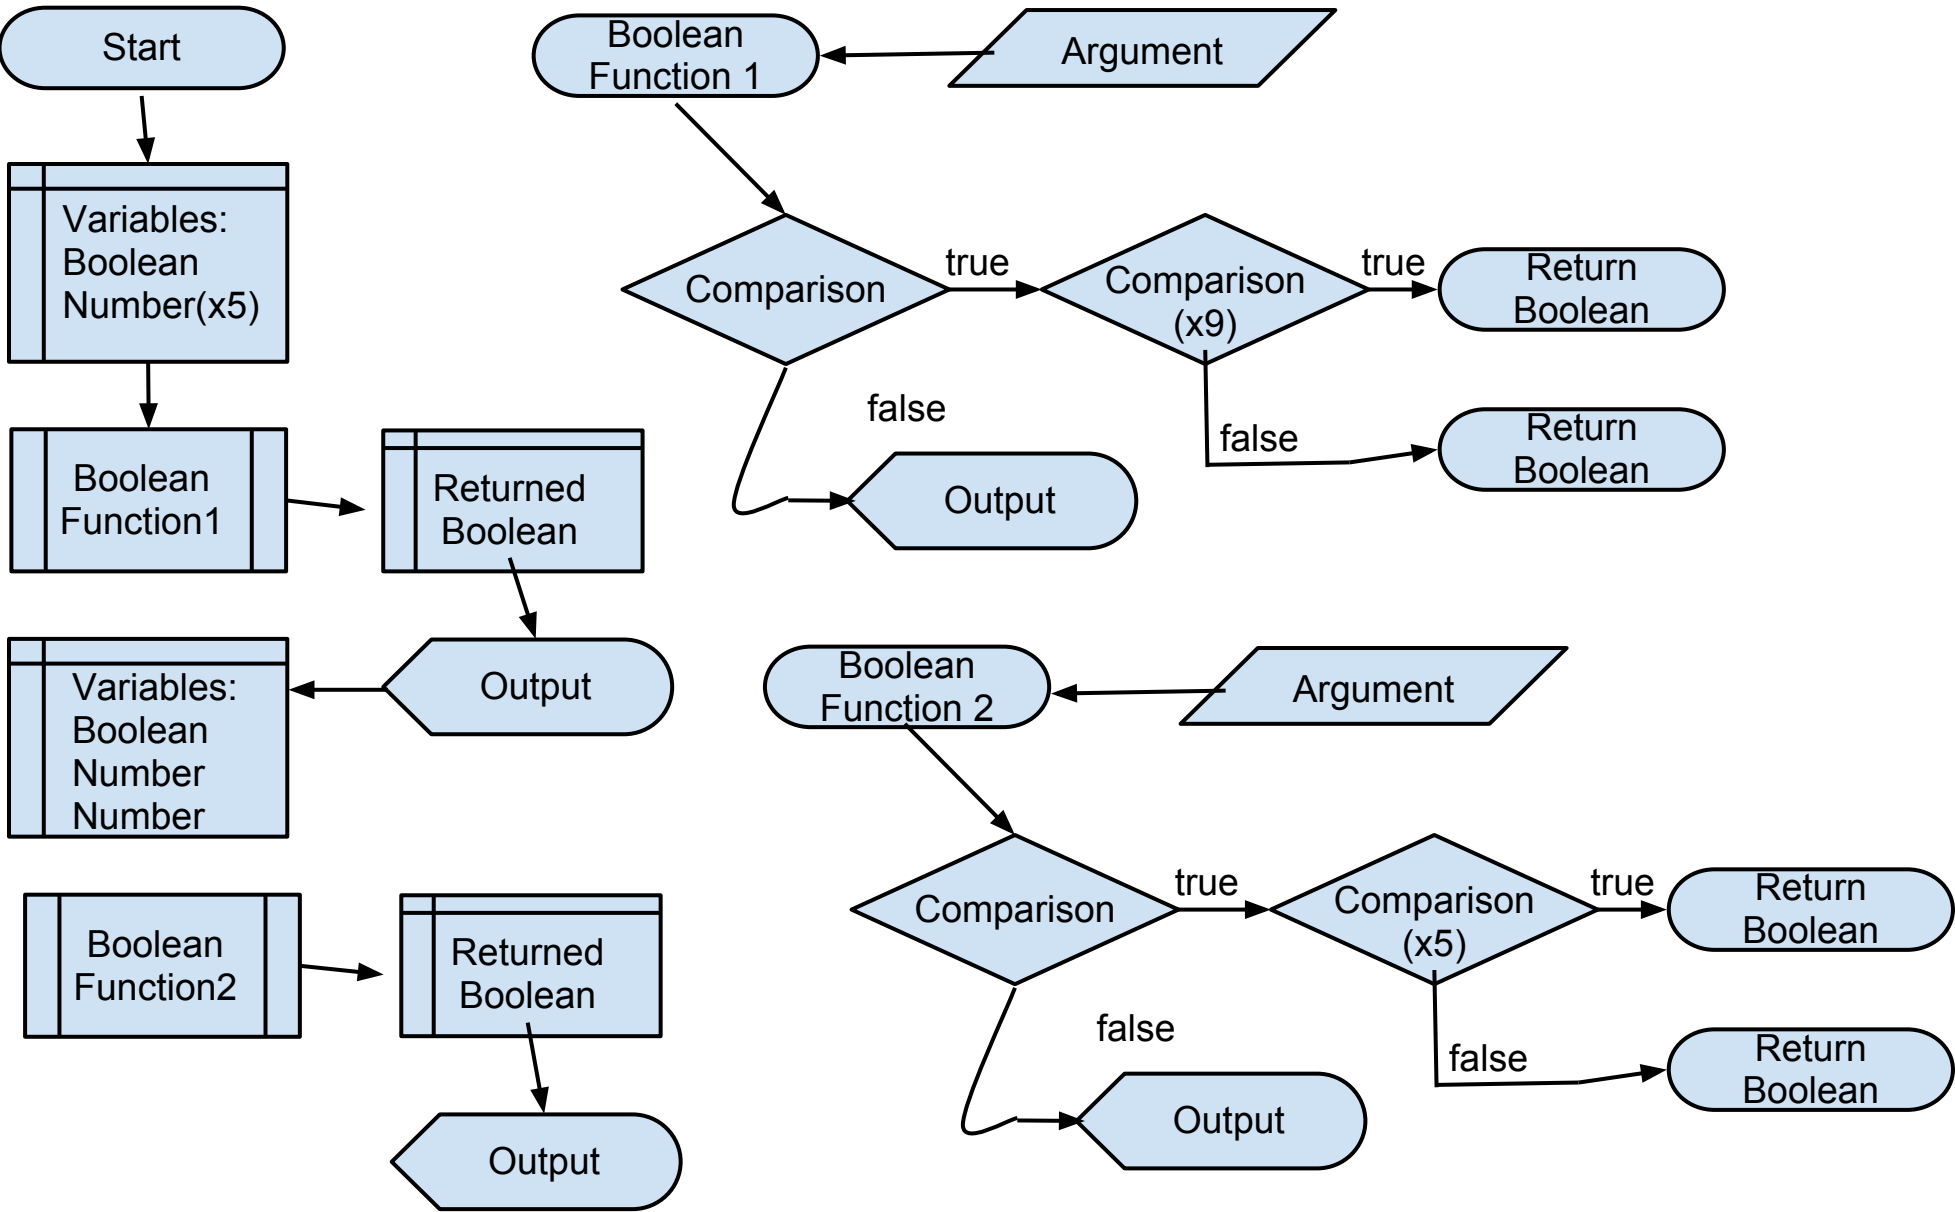 Start
Variables:
Boolean
Number(x5)
Boolean
Function1
Returned
Boolean
Output
Variables:
Boolean
Number
Number
Boolean
Function2
Returned
Boolean
Output
Boolean
Function 1
Argument
Comparison
true
Comparison
(x9)
true
Return
Boolean
false
Return
Boolean
false
Output
Boolean
Function 2
Argument
Comparison
true
Comparison
(x5)
true
Return
Boolean
false
Return
Boolean
false
Output